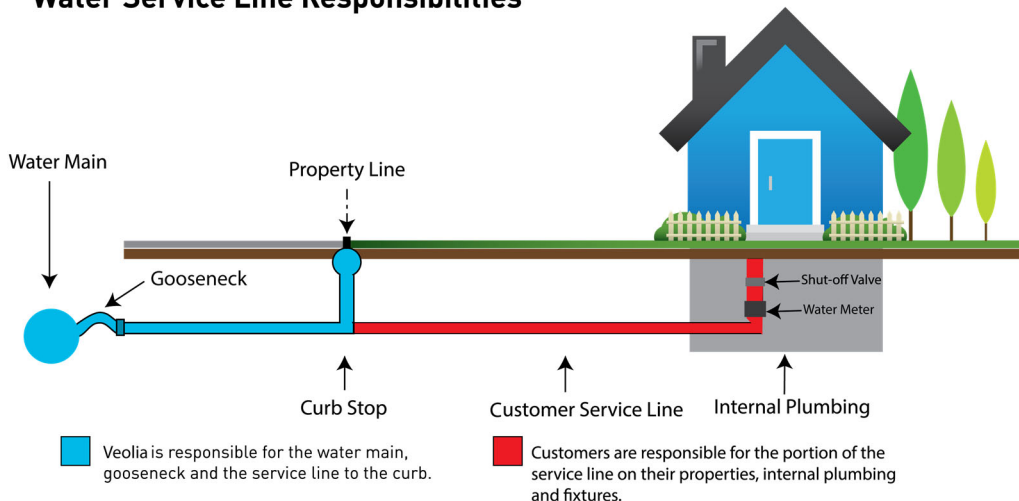 Water Service Line Responsibilities
Water Main
Property Line
Gooseneck
Shut-off Valve
Water Meter
Curb Stop
Customer Service Line
Internal Plumbing
Veolia is responsible for the water main,
gooseneck and the service line to the curb.
Customers are responsible for the portion of the
service line on their properties, internal plumbing
and fixtures.